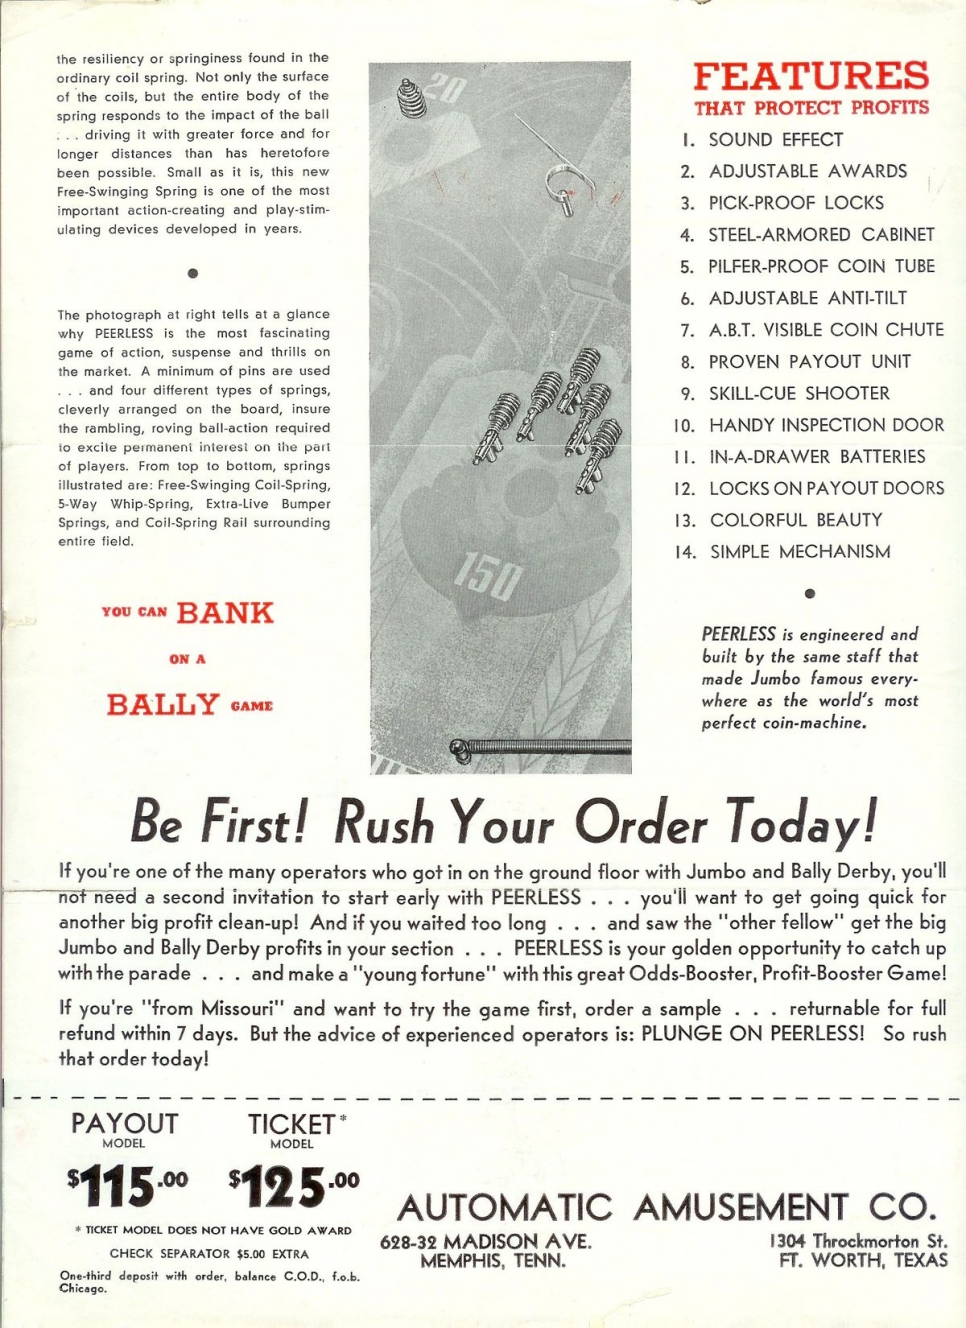 the resiliency or springiness found in the
ordinary coil spring. Not only the surface
of the coils, but the entire body of the
spring responds to the impact of the ball
. . . driving it with greater force and for
longer distances than has heretofore
been possible. Small as it is, this new
Free-Swinging Spring is one of the most
important action-creating and play-stim-
ulating devices developed in years.
●
The photograph at right tells at a glance
why PEERLESS is the most fascinating
game of action, suspense and thrills on
the market. A minimum of pins are used
. . . and four different types of springs,
cleverly arranged on the board, insure
the rambling, roving ball-action required
to excite permanent interest on the part
of players. From top to bottom, springs
illustrated are: Free-Swinging Coil-Spring,
5-Way Whip-Spring, Extra-Live Bumper
Springs, and Coil-Spring Rail surrounding
entire field.
YOU CAN BANK
ON A
BALLY GAME
20
150
FEATURES
THAT PROTECT PROFITS
1. SOUND EFFECT
2. ADJUSTABLE AWARDS
3. PICK-PROOF LOCKS
4. STEEL-ARMORED CABINET
5. PILFER-PROOF COIN TUBE
6. ADJUSTABLE ANTI-TILT
7. A.B.T. VISIBLE COIN CHUTE
8. PROVEN PAYOUT UNIT
9. SKILL-CUE SHOOTER
10. HANDY INSPECTION DOOR
11. IN-A-DRAWER BATTERIES
12. LOCKS ON PAYOUT DOORS
13. COLORFUL BEAUTY
14. SIMPLE MECHANISM
●
PEERLESS is engineered and
built by the same staff that
made Jumbo famous every-
where as the world's most
perfect coin-machine.
Be First! Rush Your Order Today!
If you're one of the many operators who got in on the ground floor with Jumbo and Bally Derby, you'll
not need a second invitation to start early with PEERLESS . . . you'll want to get going quick for
another big profit clean-up! And if you waited too long . . . and saw the "other fellow" get the big
Jumbo and Bally Derby profits in your section . . . PEERLESS is your golden opportunity to catch up
with the parade . . . and make a "young fortune" with this great Odds-Booster, Profit-Booster Game!
If you're "from Missouri" and want to try the game first, order a sample . . . returnable for full
refund within 7 days. But the advice of experienced operators is: PLUNGE ON PEERLESS! So rush
that order today!
PAYOUT
MODEL
$115.00
TICKET*
MODEL
$125.00
* TICKET MODEL DOES NOT HAVE GOLD AWARD
CHECK SEPARATOR $5.00 EXTRA
One-third deposit with order, balance C.O.D., f.o.b.
Chicago.
AUTOMATIC AMUSEMENT CO.
628-32 MADISON AVE.
MEMPHIS, TENN.
1304 Throckmorton St.
FT. WORTH, TEXAS